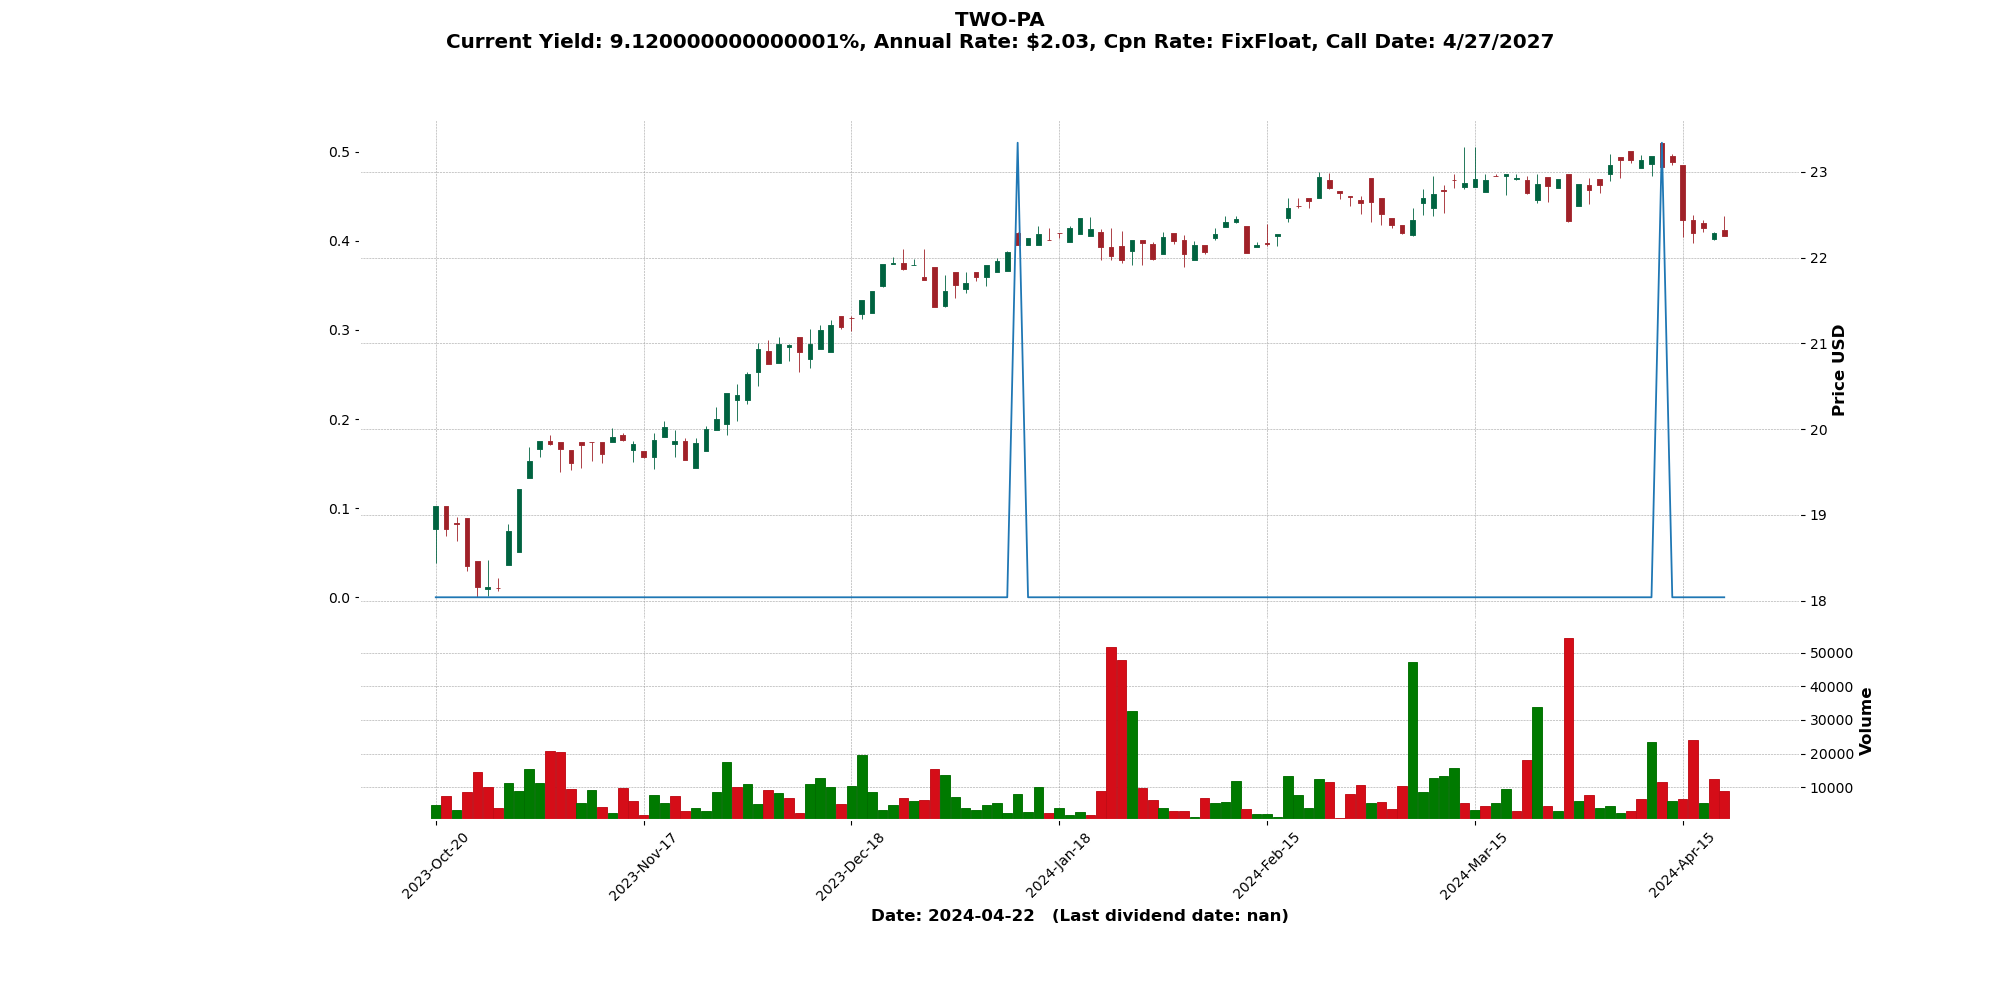 TWO-PA
Current Yield: 9.120000000000001%, Annual Rate: $2.03, Cpn Rate: FixFloat, Call Date: 4/27/2027
0.5
0.4
0.3
0.2
0.1
0.0
23
22
21
20
19
18
Price USD
50000
40000
30000
20000
10000
Volume
2023-Oct-20
2023-Nov-17
2023-Dec-18
2024-Jan-18
2024-Feb-15
2024-Mar-15
2024-Apr-15
Date: 2024-04-22   (Last dividend date: nan)